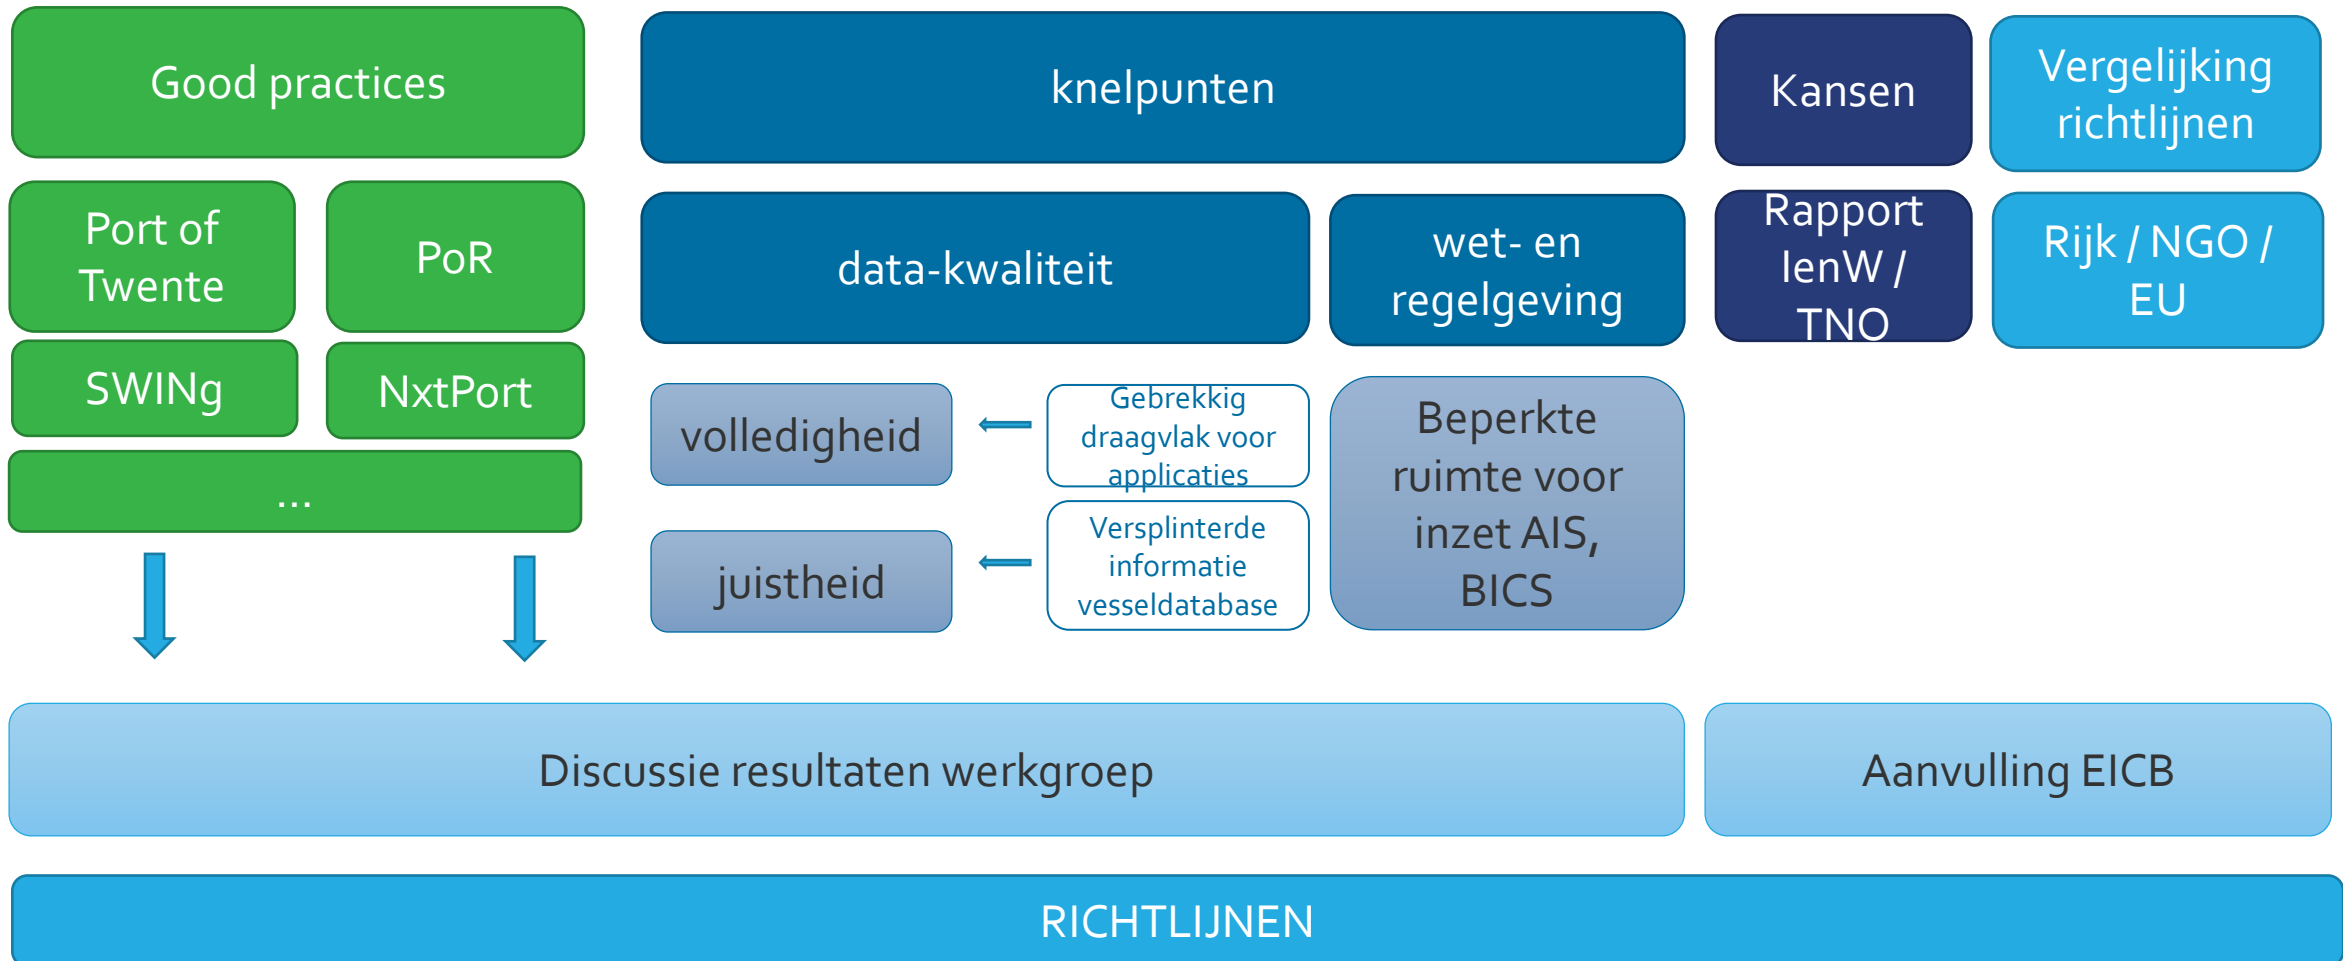 Good practices
knelpunten
Kansen
Vergelijking
richtlijnen
Port of
Twente
PoR
data-kwaliteit
wet- en
regelgeving
Rapport
IenW /
TNO
Rijk / NGO /
EU
SWINg
NxtPort
...
volledigheid
Gebrekkig
draagvlak voor
applicaties
juistheid
Versplinterde
informatie
vesseldatabase
Beperkte
ruimte voor
inzet AIS,
BICS
Discussie resultaten werkgroep
Aanvulling EICB
RICHTLIJNEN